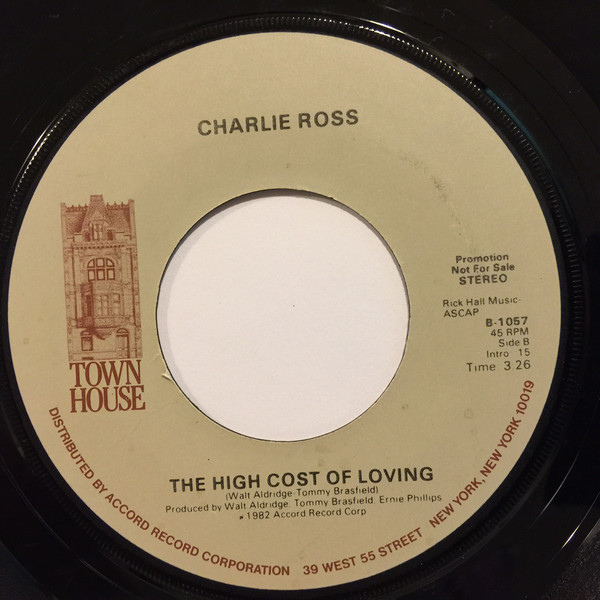 CHARLIE ROSS
Promotion
Not For Sale
STEREO
Rick Hall Music-
ASCAP
B-1057
45 RPM
Side B
Intro 15
Time 3:26
TOWN
HOUSE
THE HIGH COST OF LOVING
(Walt Aldridge-Tommy Brasfield)
Produced by Walt Aldridge, Tommy Brasfield, Ernie Phillips
1982 Accord Record Corp
DISTRIBUTED BY ACCORD RECORD CORPORATION 39 WEST 55 STREET NEW YORK, NEW YORK 10019